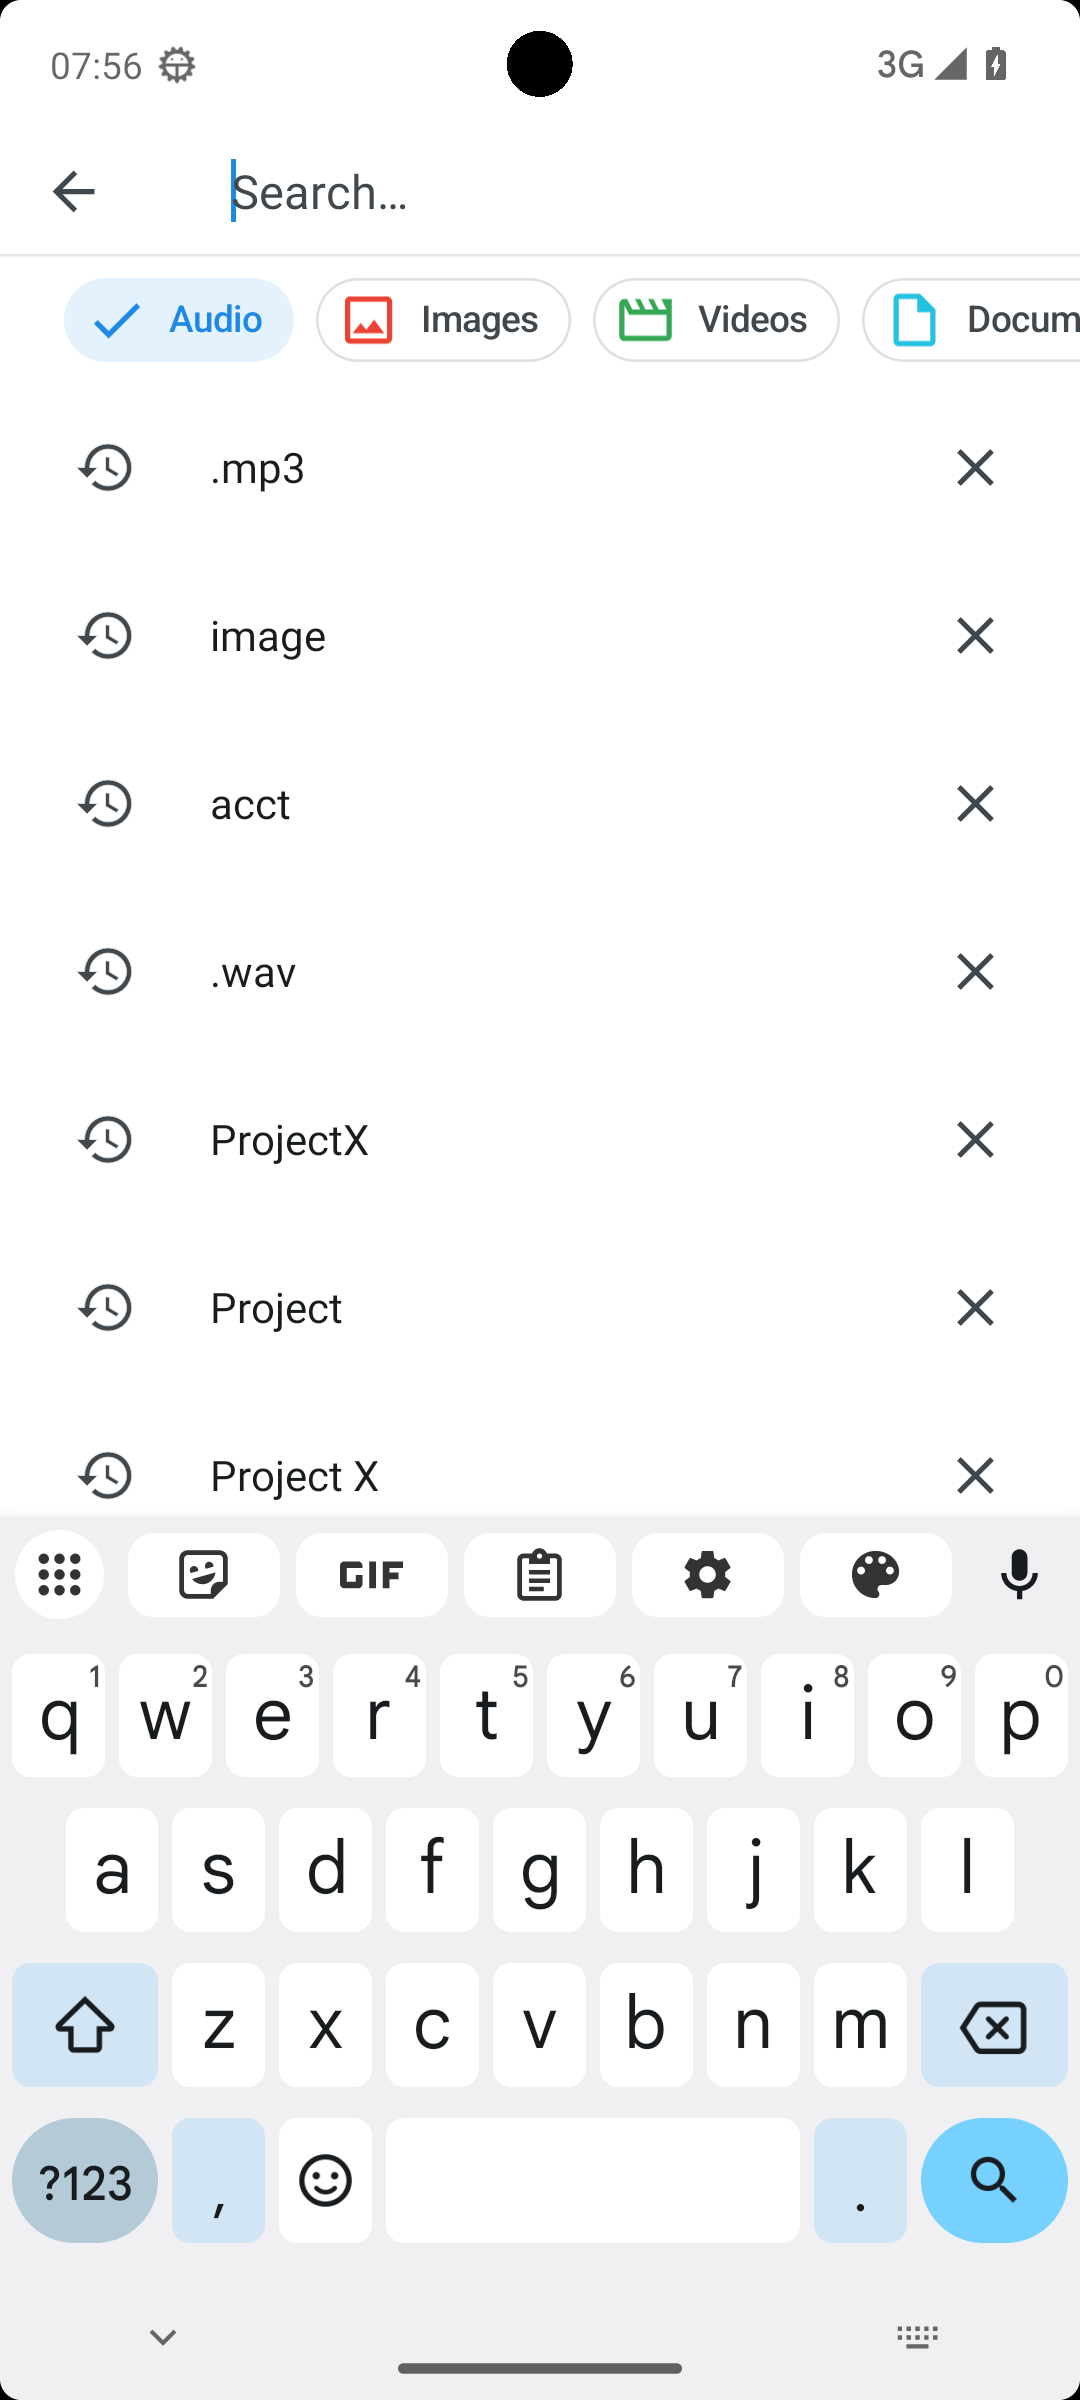 07:56 3G
Search…
Audio Images Videos Docum
.mp3
image
acct
.wav
ProjectX
Project
Project X
GIF
q1 w2 e3 r4 t5 y6 u7 i8 o9 p0
a s d f g h j k l
z x c v b n m
?123 , .